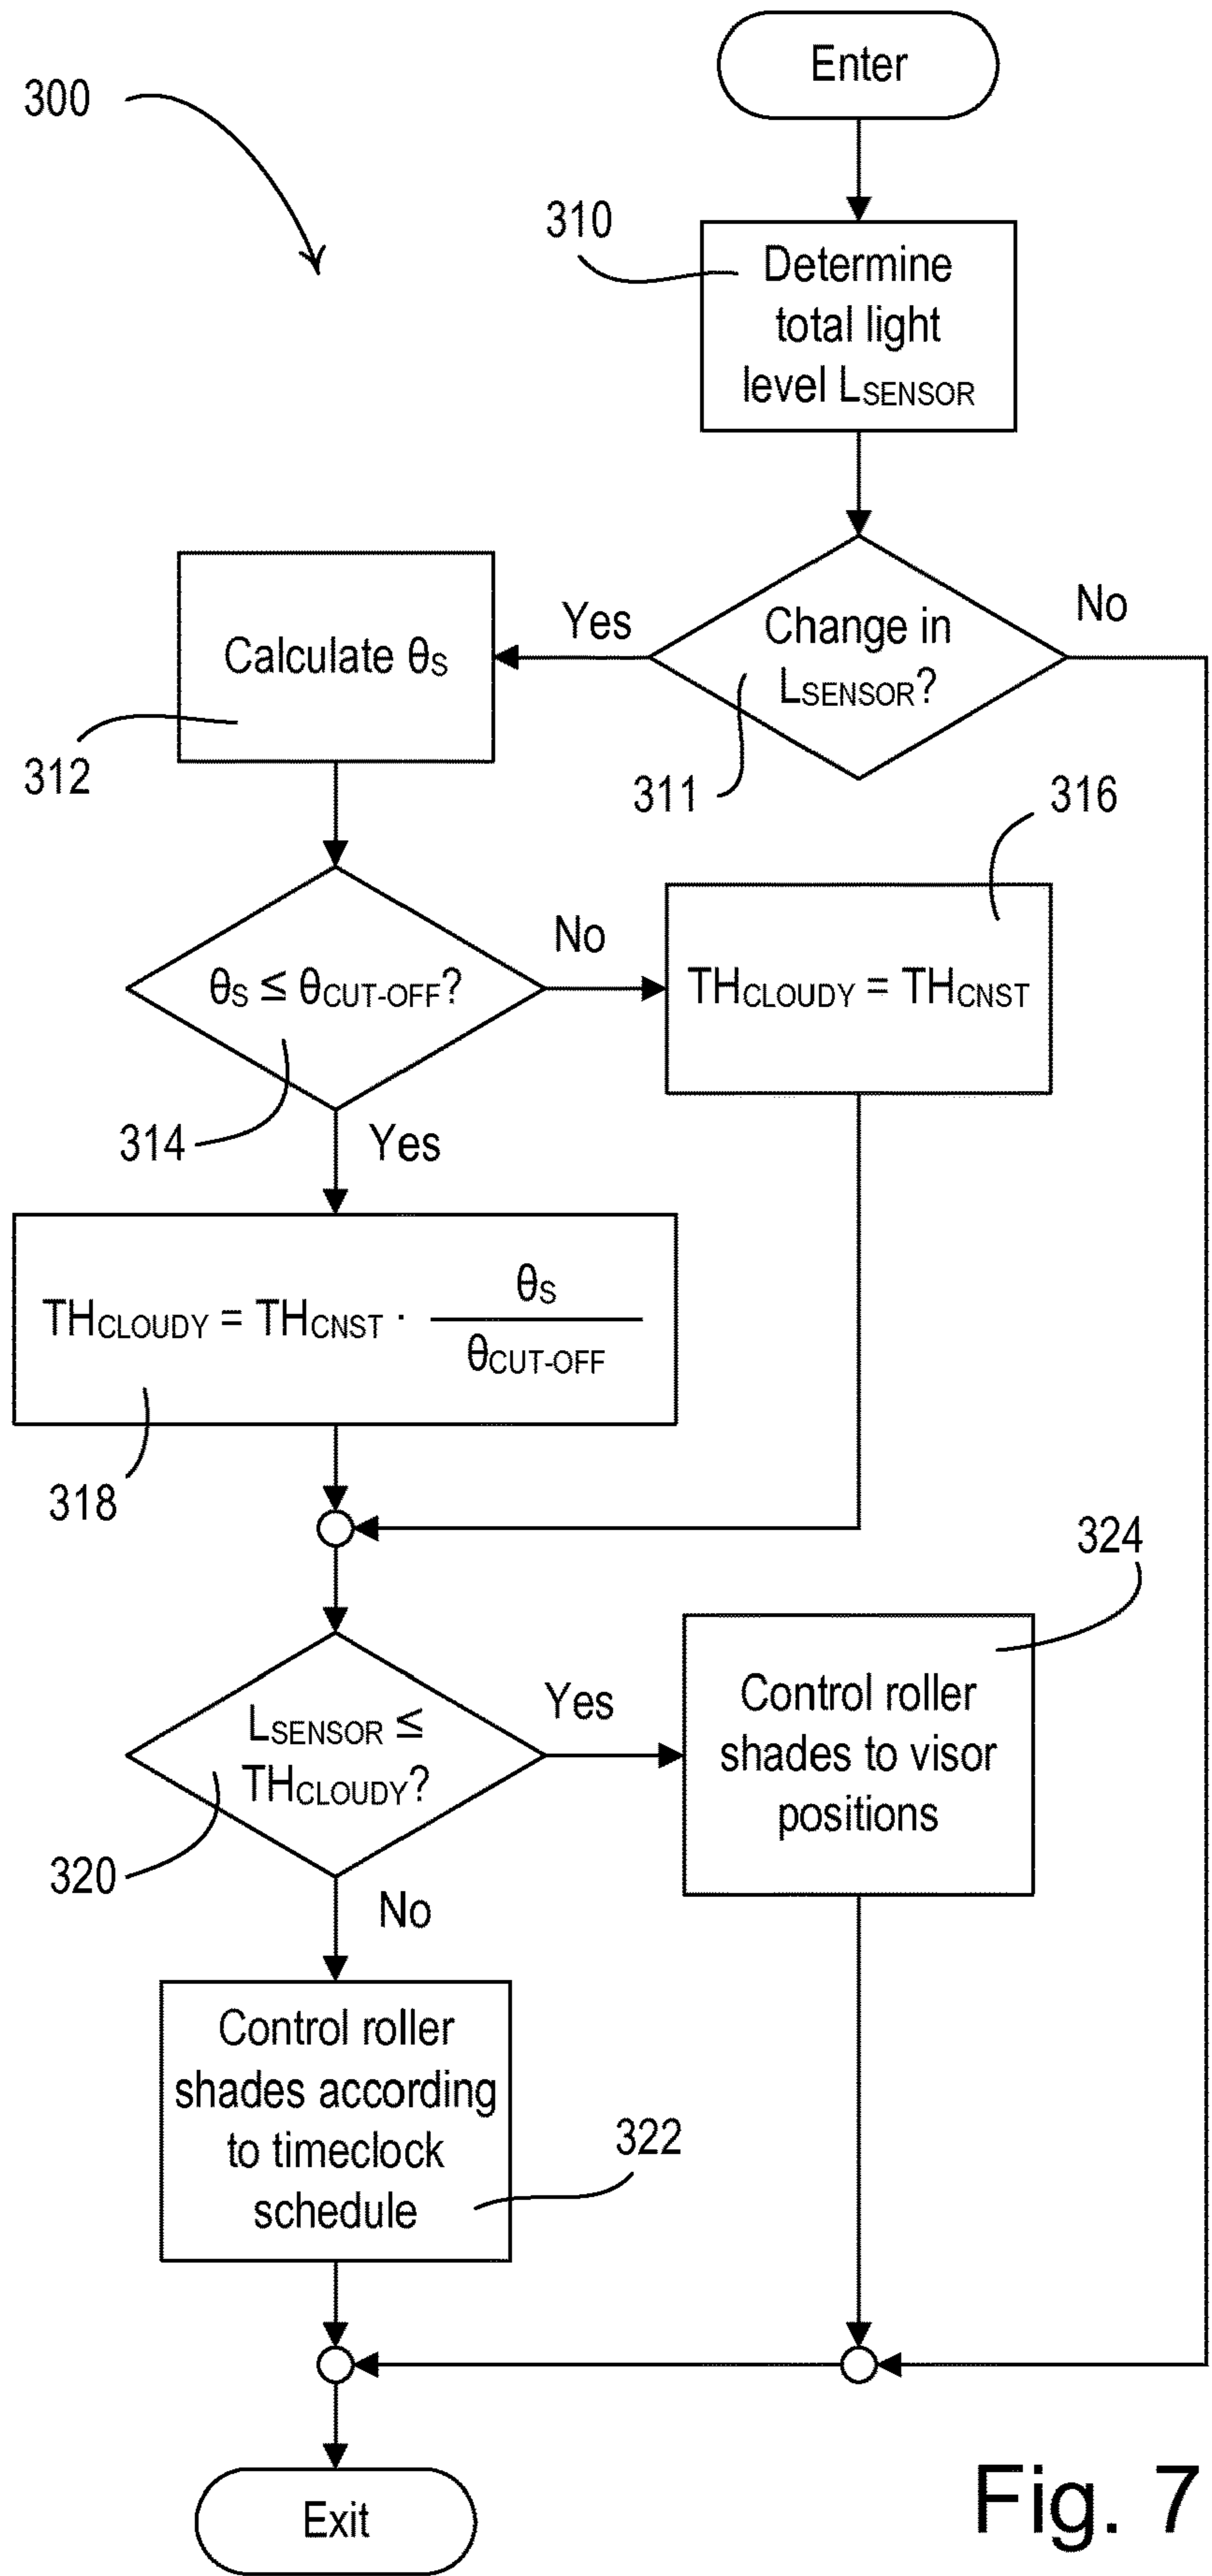 Enter
300
310
Determine
total light
level LSENSOR
Change in
LSENSOR?
Yes
No
311
Calculate θS
312
θS ≤ θCUT-OFF?
No
314
Yes
316
THCLOUDY = THCNST
THCLOUDY = THCNST · θS / θCUT-OFF
318
LSENSOR ≤
THCLOUDY?
Yes
320
No
324
Control roller
shades to visor
positions
Control roller
shades according
to timeclock
schedule
322
Exit
Fig. 7